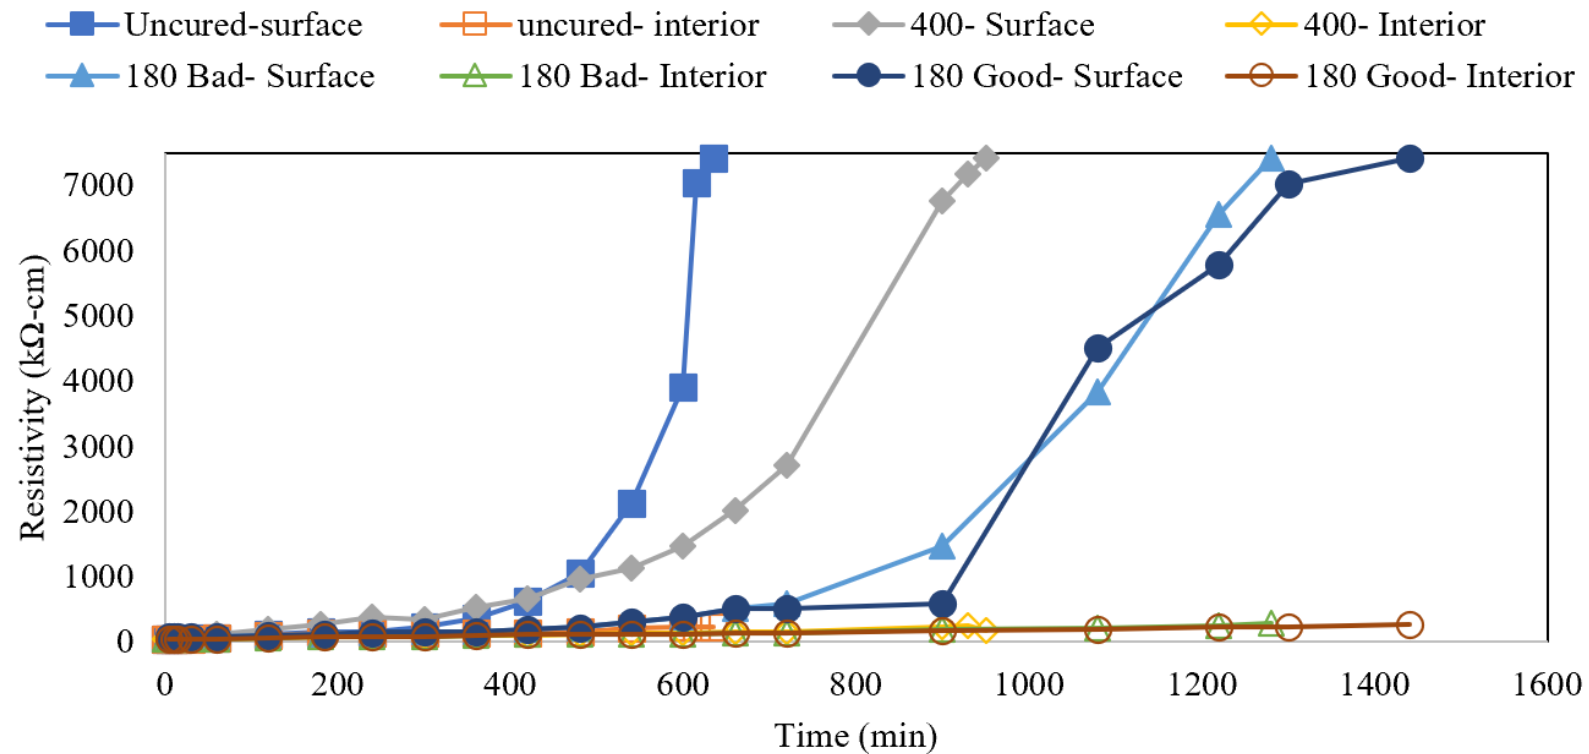 Uncured-surface uncured- interior 400- Surface 400- Interior
180 Bad- Surface 180 Bad- Interior 180 Good- Surface 180 Good- Interior
7000
6000
5000
4000
3000
2000
1000
0
Resistivity (kΩ-cm)
0 200 400 600 800 1000 1200 1400 1600
Time (min)